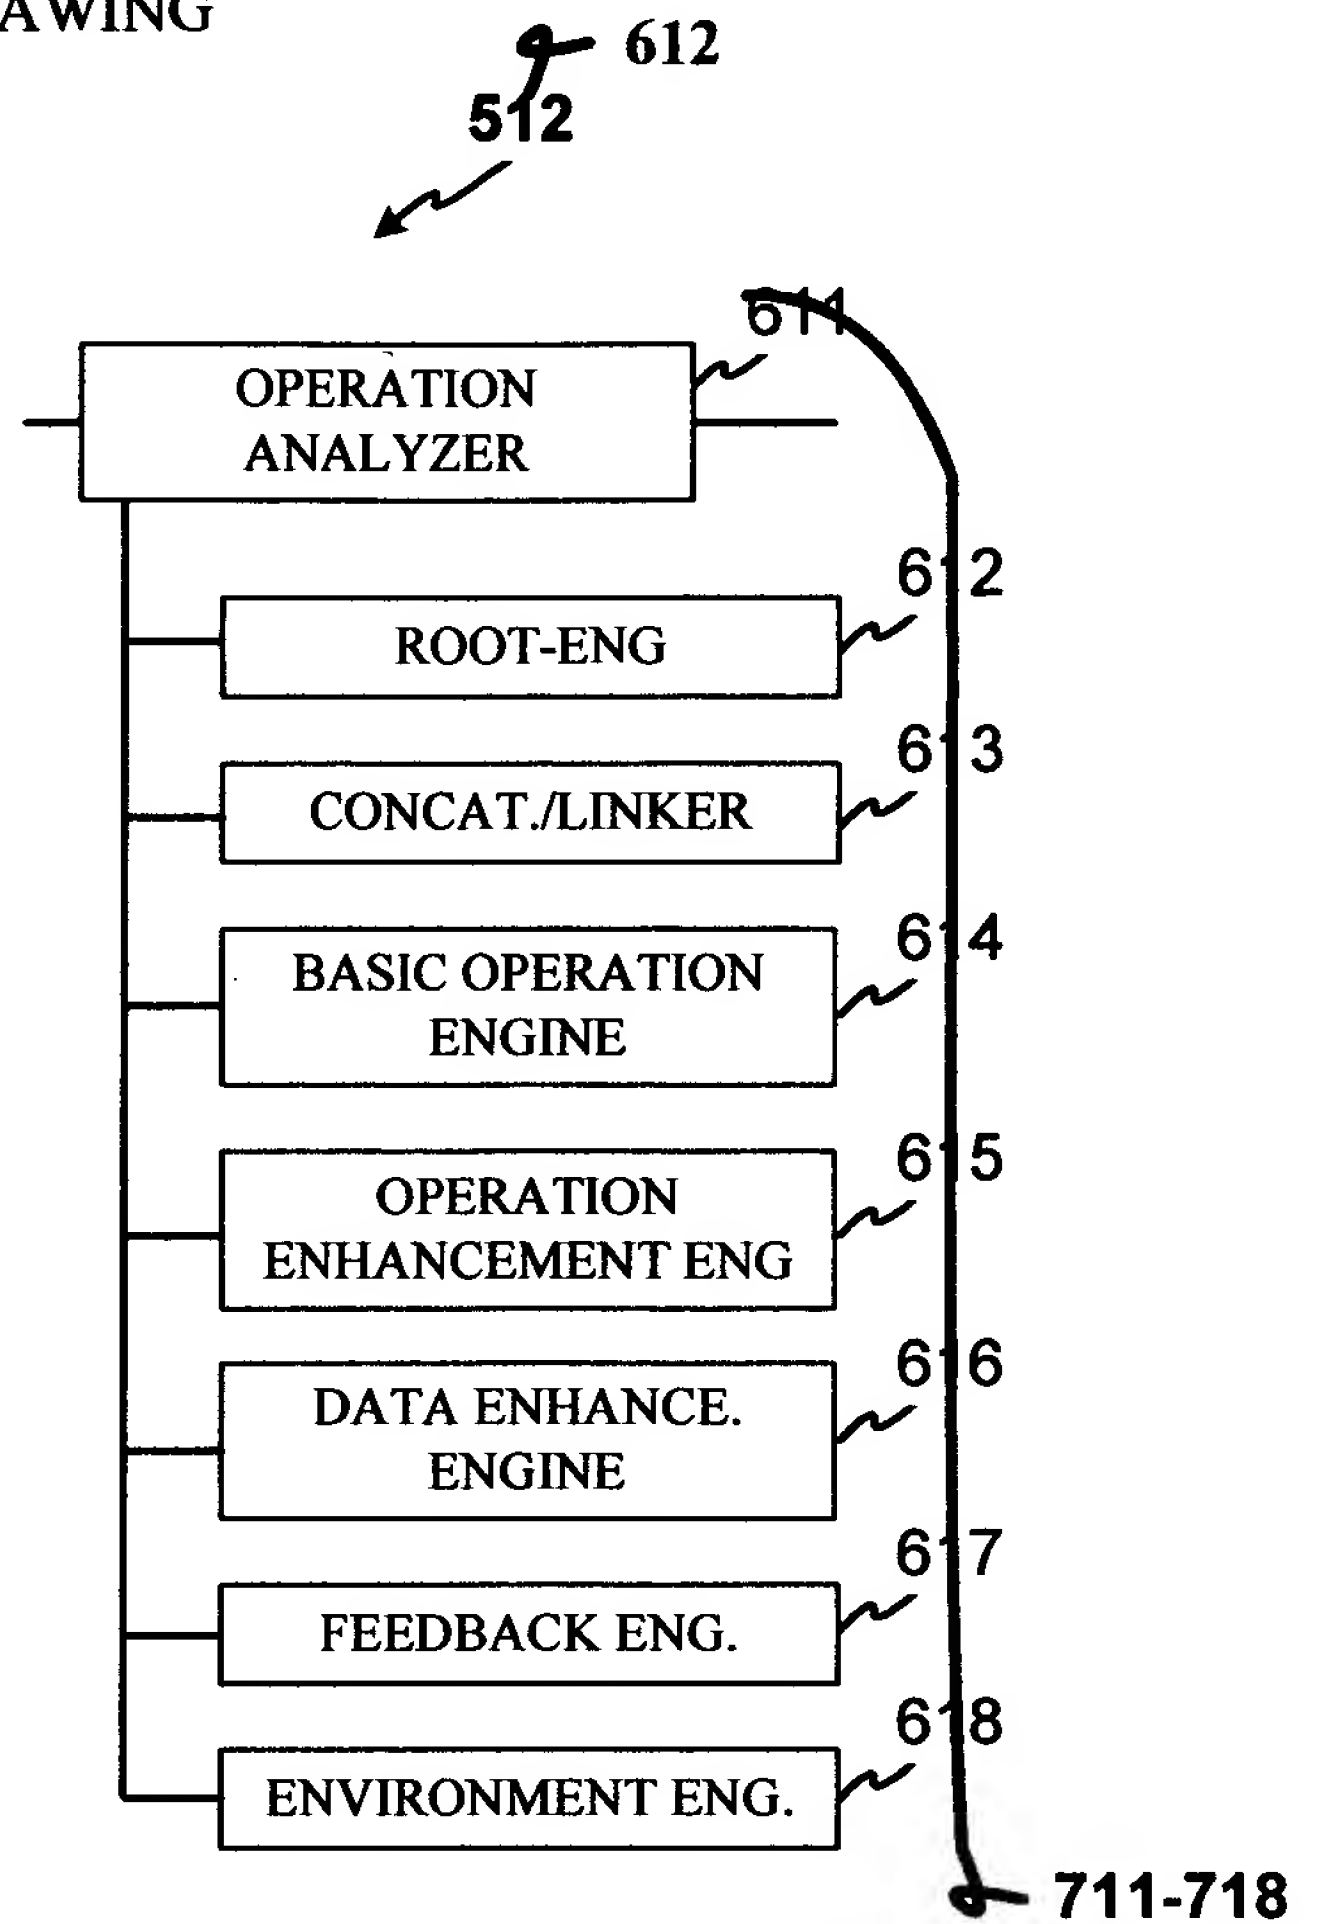 AWING
612
512
611
OPERATION
ANALYZER
612
ROOT-ENG
613
CONCAT./LINKER
614
BASIC OPERATION
ENGINE
615
OPERATION
ENHANCEMENT ENG
616
DATA ENHANCE.
ENGINE
617
FEEDBACK ENG.
618
ENVIRONMENT ENG.
711-718